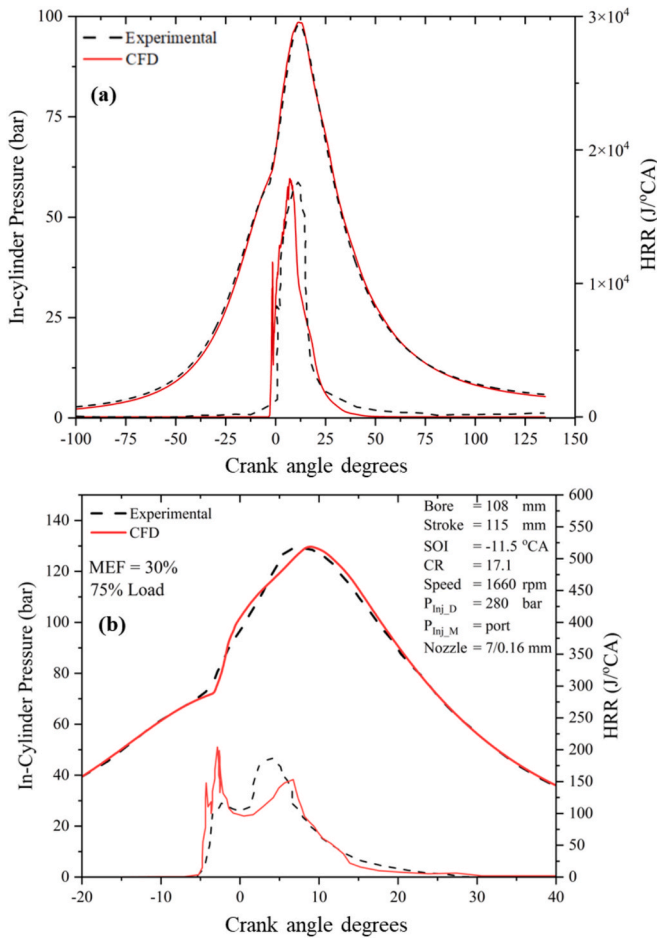 Experimental
CFD
(a)
In-cylinder Pressure (bar)
100
75
50
25
0
3×10⁴
2×10⁴
1×10⁴
0
HRR (J/°CA)
-100 -75 -50 -25 0 25 50 75 100 125 150
Crank angle degrees
Experimental
CFD
MEF = 30%
75% Load
(b)
Bore = 108 mm
Stroke = 115 mm
SOI = -11.5 °CA
CR = 17.1
Speed = 1660 rpm
P_Inj_D = 280 bar
P_Inj_M = port
Nozzle = 7/0.16 mm
In-Cylinder Pressure (bar)
140
120
100
80
60
40
20
0
600
550
500
450
400
350
300
250
200
150
100
50
0
HRR (J/°CA)
-20 -10 0 10 20 30 40
Crank angle degrees